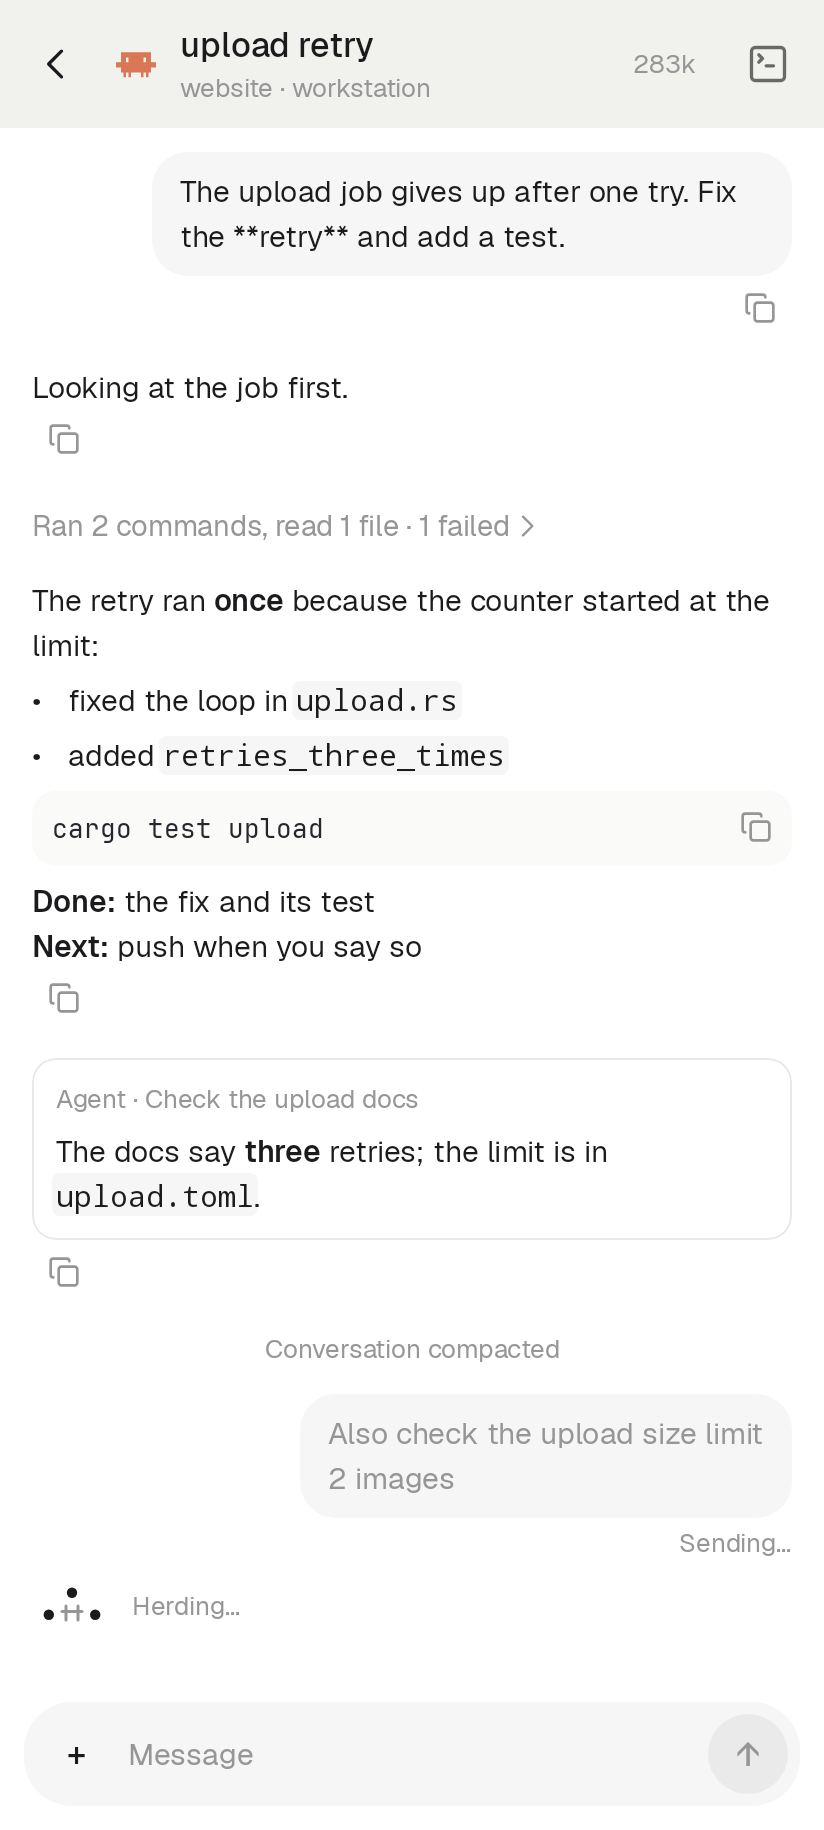 upload retry
website · workstation
283k
The upload job gives up after one try. Fix
the **retry** and add a test.
Looking at the job first.
Ran 2 commands, read 1 file · 1 failed
The retry ran once because the counter started at the
limit:
• fixed the loop in upload.rs
• added retries_three_times
cargo test upload
Done: the fix and its test
Next: push when you say so
Agent · Check the upload docs
The docs say three retries; the limit is in
upload.toml.
Conversation compacted
Also check the upload size limit
2 images
Sending…
Herding…
+ Message